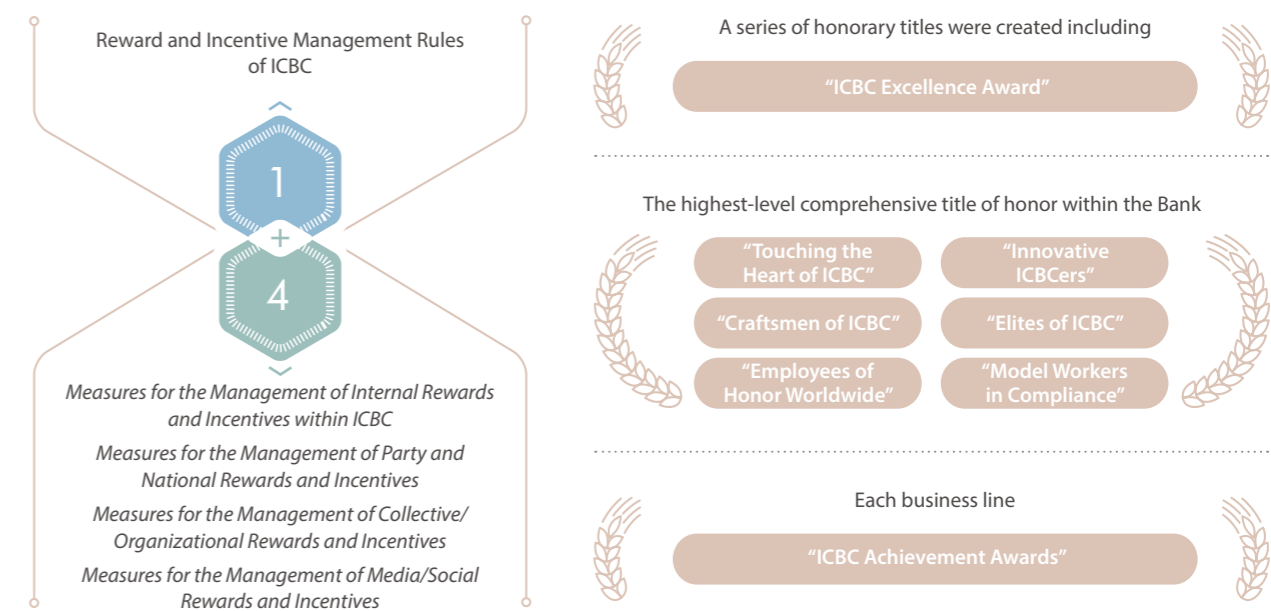 Reward and Incentive Management Rules
of ICBC
1
+
4
Measures for the Management of Internal Rewards
and Incentives within ICBC
Measures for the Management of Party and
National Rewards and Incentives
Measures for the Management of Collective/
Organizational Rewards and Incentives
Measures for the Management of Media/Social
Rewards and Incentives
A series of honorary titles were created including
“ICBC Excellence Award”
The highest-level comprehensive title of honor within the Bank
“Touching the
Heart of ICBC”
“Innovative
ICBCers”
“Craftsmen of ICBC”
“Elites of ICBC”
“Employees of
Honor Worldwide”
“Model Workers
in Compliance”
Each business line
“ICBC Achievement Awards”